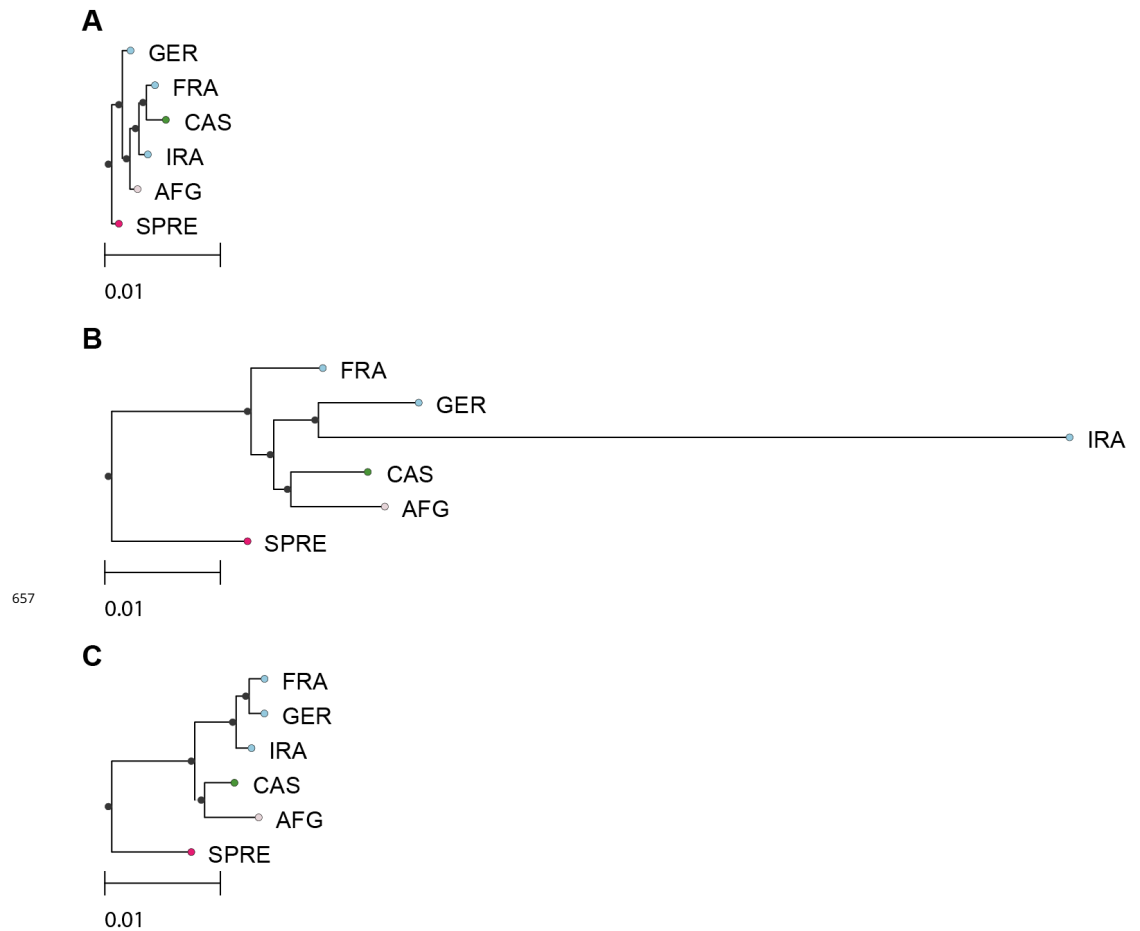 A
GER
FRA
CAS
IRA
AFG
SPRE
0.01
B
FRA
GER
IRA
CAS
AFG
SPRE
657
0.01
C
FRA
GER
IRA
CAS
AFG
SPRE
0.01